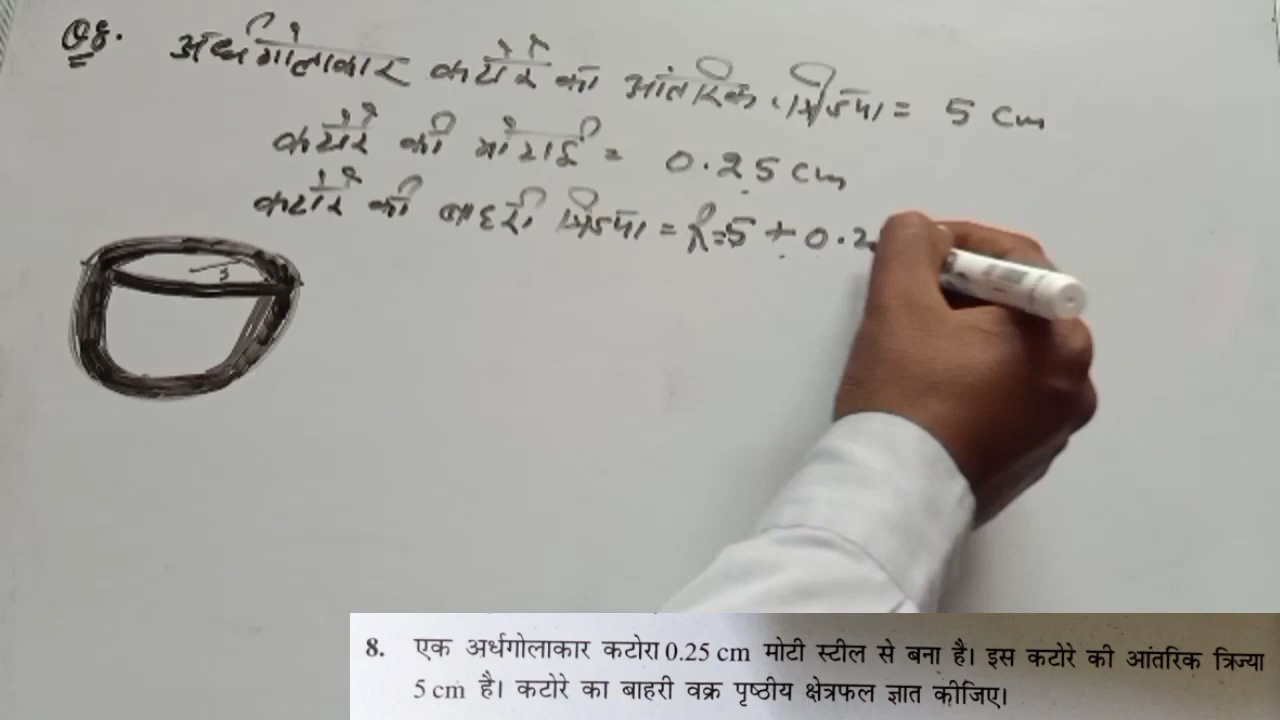 Q8. अर्धगोलाकार कटोरे का आंतरिक त्रिज्या = 5 cm
कटोरे की मोटाई = 0.25 cm
कटोरे की बाहरी त्रिज्या = R = 5 + 0.2
5
8. एक अर्धगोलाकार कटोरा 0.25 cm मोटी स्टील से बना है। इस कटोरे की आंतरिक त्रिज्या
5 cm है। कटोरे का बाहरी वक्र पृष्ठीय क्षेत्रफल ज्ञात कीजिए।